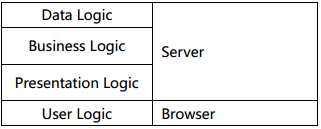 Data Logic
Business Logic
Server
Presentation Logic
User Logic
Browser